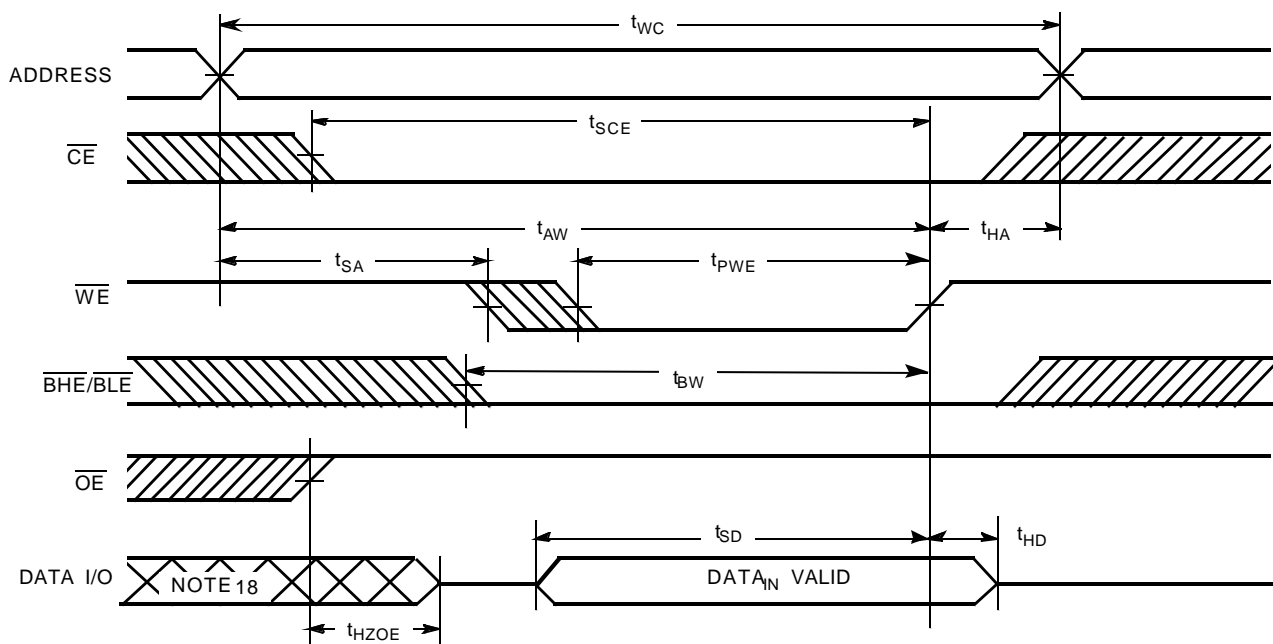 tWC
ADDRESS
tSCE
CE
tAW
tHA
tSA
tPWE
WE
BHE/BLE
tBW
OE
tSD
tHD
DATA I/O
NOTE 18
DATAIN VALID
tHZOE